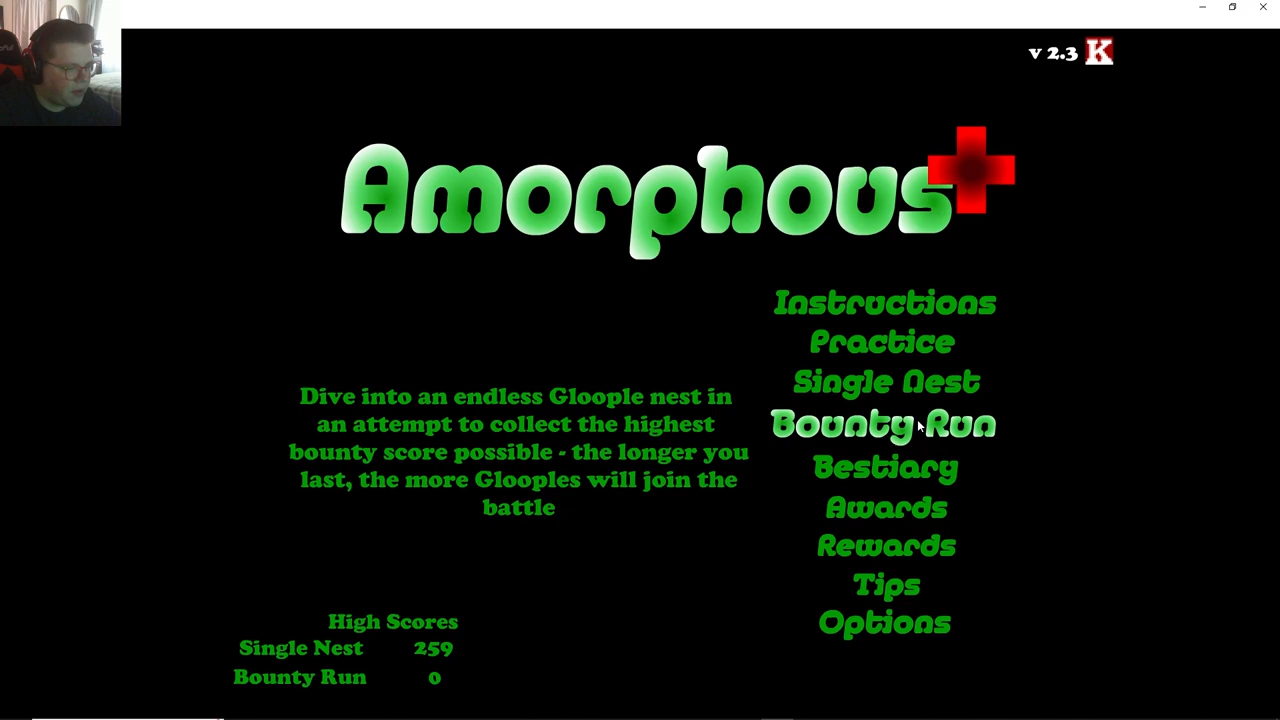 v 2.3 K
Amorphous+
Instructions
Practice
Single Nest
Bounty Run
Bestiary
Awards
Rewards
Tips
Options
Dive into an endless Gloople nest in
an attempt to collect the highest
bounty score possible - the longer you
last, the more Glooples will join the
battle
High Scores
Single Nest 259
Bounty Run 0